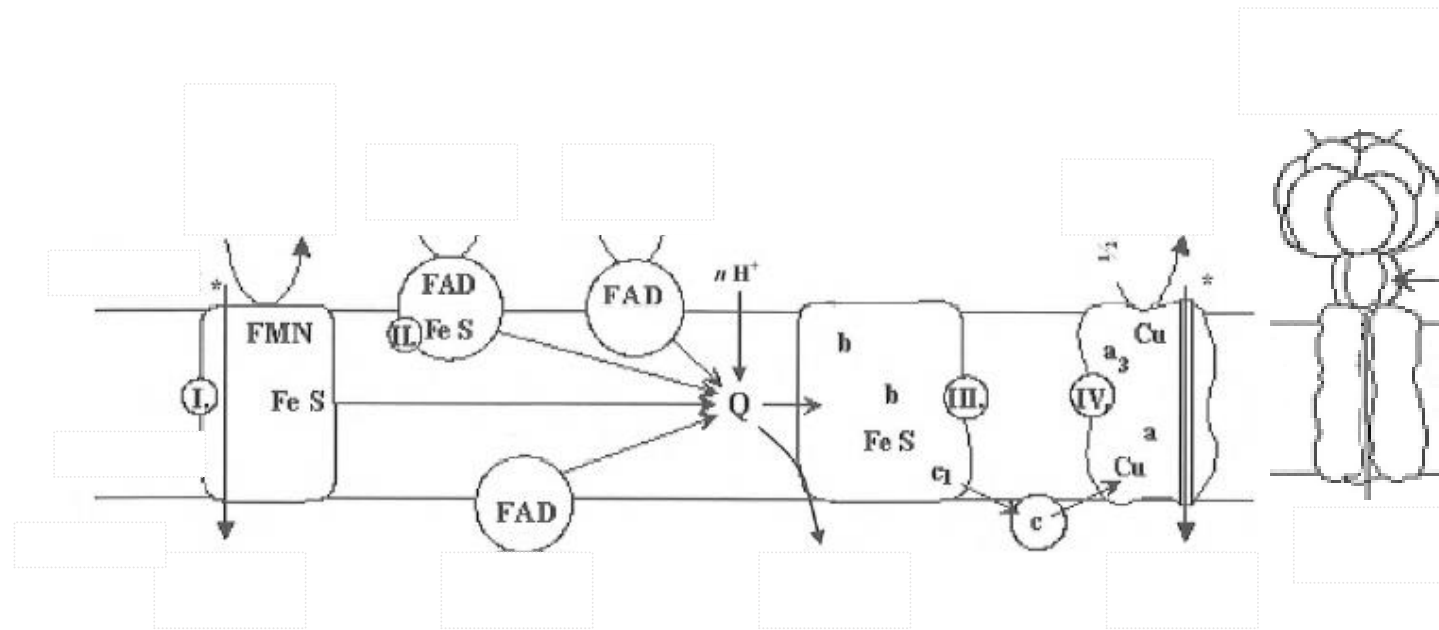 FMN
Fe S
I.
*
FAD
Fe S
II.
FAD
FAD
n H⁺
Q
b
b
Fe S
c₁
III.
c
IV.
1/2
Cu
a₃
a
Cu
*